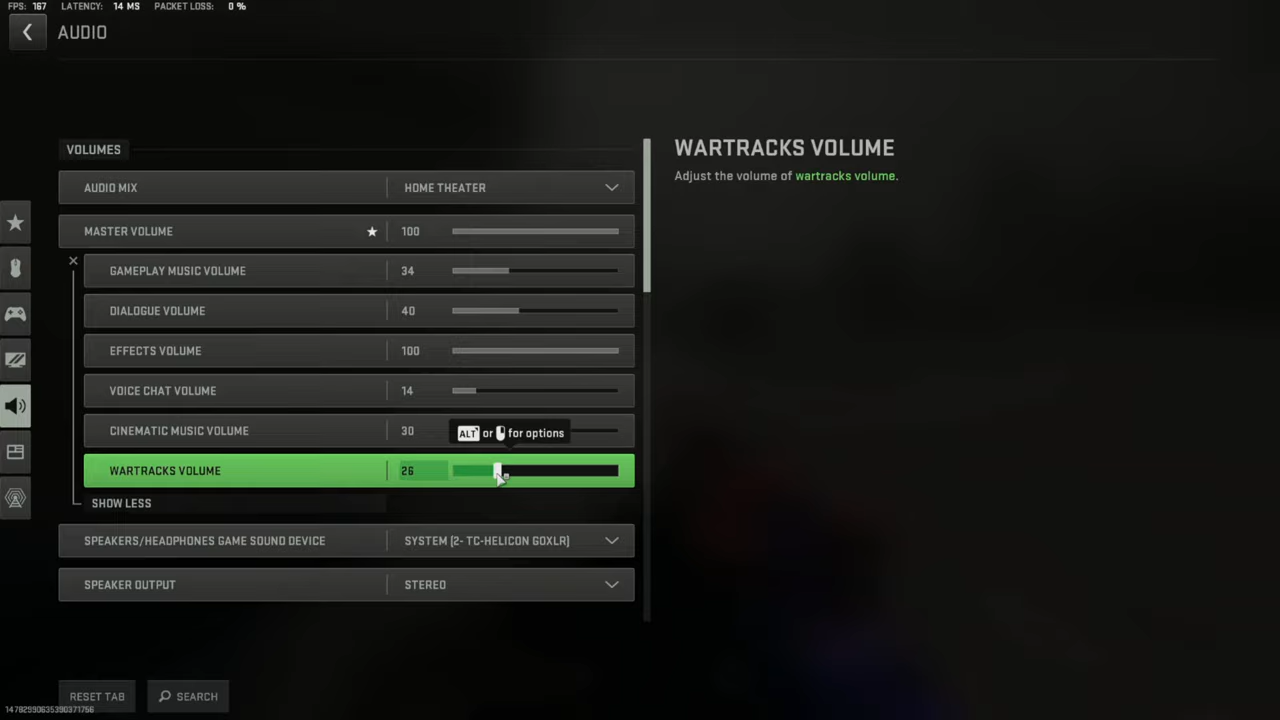 FPS: 167 LATENCY: 14 MS PACKET LOSS: 0 %
AUDIO
VOLUMES
AUDIO MIX HOME THEATER
MASTER VOLUME 100
GAMEPLAY MUSIC VOLUME 34
DIALOGUE VOLUME 40
EFFECTS VOLUME 100
VOICE CHAT VOLUME 14
CINEMATIC MUSIC VOLUME 30
ALT or for options
WARTRACKS VOLUME 26
SHOW LESS
SPEAKERS/HEADPHONES GAME SOUND DEVICE SYSTEM (2- TC-HELICON GOXLR)
SPEAKER OUTPUT STEREO
WARTRACKS VOLUME
Adjust the volume of wartracks volume.
RESET TAB SEARCH
14782990635390371756